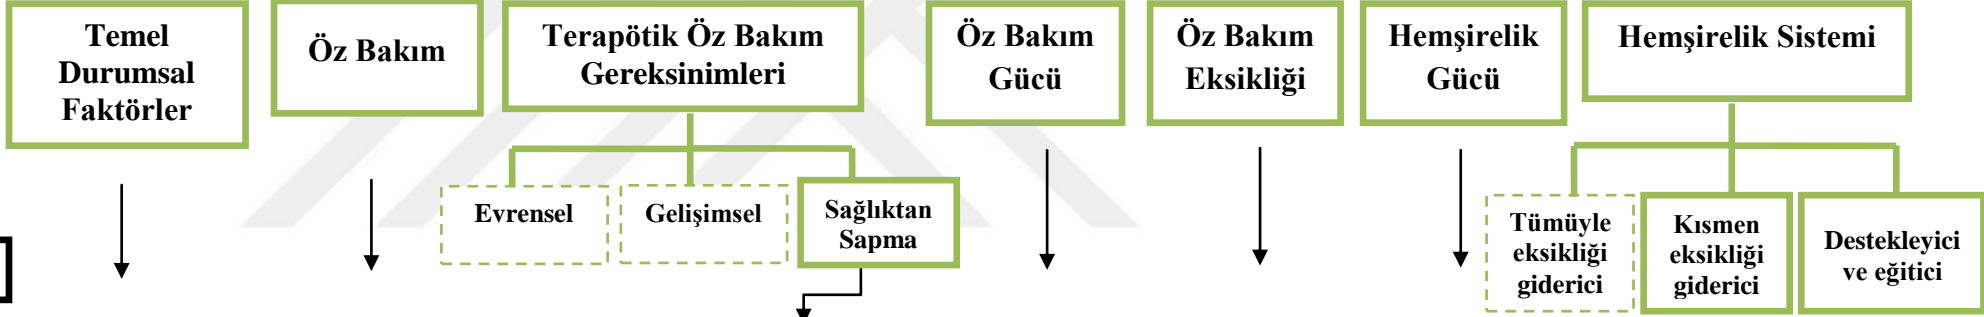 Temel
Durumsal
Faktörler
Öz Bakım
Terapötik Öz Bakım
Gereksinimleri
Öz Bakım
Gücü
Öz Bakım
Eksikliği
Hemşirelik
Gücü
Hemşirelik Sistemi
Evrensel
Gelişimsel
Sağlıktan
Sapma
Tümüyle
eksikliği
giderici
Kısmen
eksikliği
giderici
Destekleyici
ve eğitici